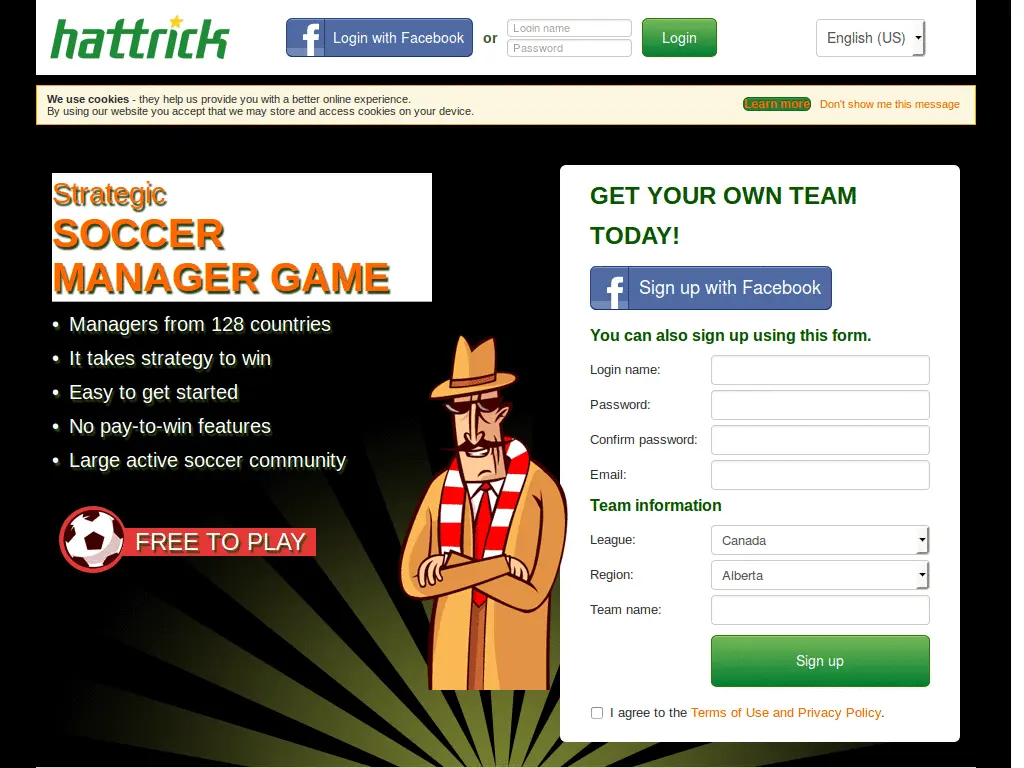 hattrick
Login with Facebook
or
Login name
Password
Login
English (US)
We use cookies - they help us provide you with a better online experience.
By using our website you accept that we may store and access cookies on your device.
Learn more
Don't show me this message
Strategic
SOCCER
MANAGER GAME
• Managers from 128 countries
• It takes strategy to win
• Easy to get started
• No pay-to-win features
• Large active soccer community
FREE TO PLAY
GET YOUR OWN TEAM
TODAY!
Sign up with Facebook
You can also sign up using this form.
Login name:
Password:
Confirm password:
Email:
Team information
League: Canada
Region: Alberta
Team name:
Sign up
I agree to the Terms of Use and Privacy Policy.